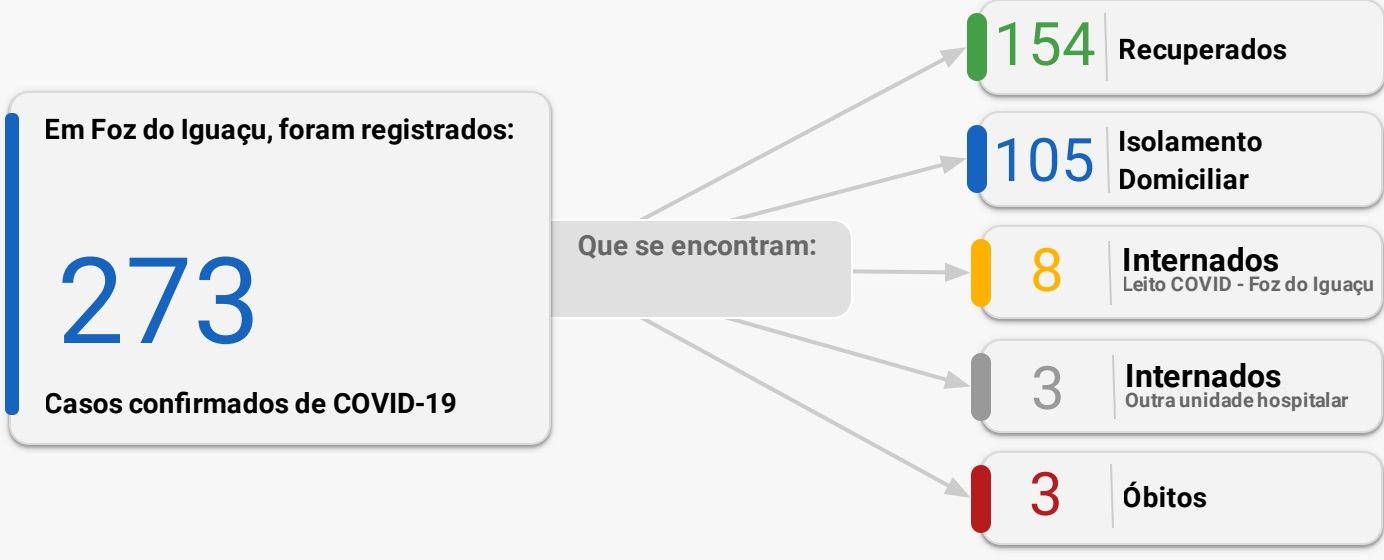 Em Foz do Iguaçu, foram registrados:
273
Casos confirmados de COVID-19
Que se encontram:
154
Recuperados
105
Isolamento
Domiciliar
8
Internados
Leito COVID - Foz do Iguaçu
3
Internados
Outra unidade hospitalar
3
Óbitos